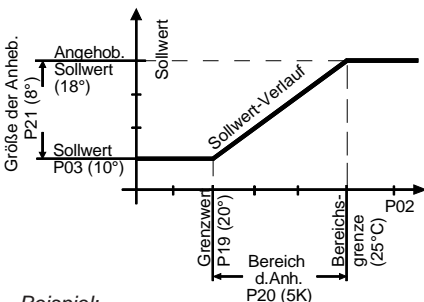 Größe der Anheb.
P21 (8°)
Angehob.
Sollwert
(18°)
Sollwert
P03 (10°)
Sollwert
Sollwert-Verlauf
P02
Grenzwert
P19 (20°)
Bereichs-
grenze
(25°C)
Bereich
d.Anh.
P20 (5K)
Beispiel: